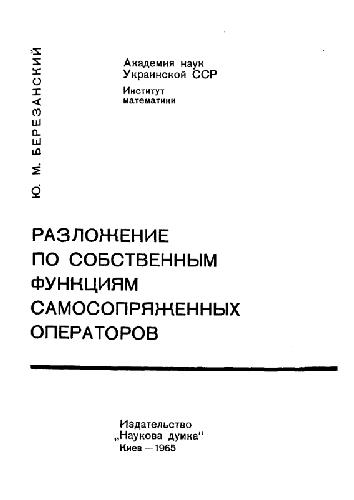 Ю. М. БЕРЕЗАНСКИЙ
Академия наук
Украинской ССР
Институт
математики
РАЗЛОЖЕНИЕ
ПО СОБСТВЕННЫМ
ФУНКЦИЯМ
САМОСОПРЯЖЕННЫХ
ОПЕРАТОРОВ
Издательство
„Наукова думка"
Киев — 1965